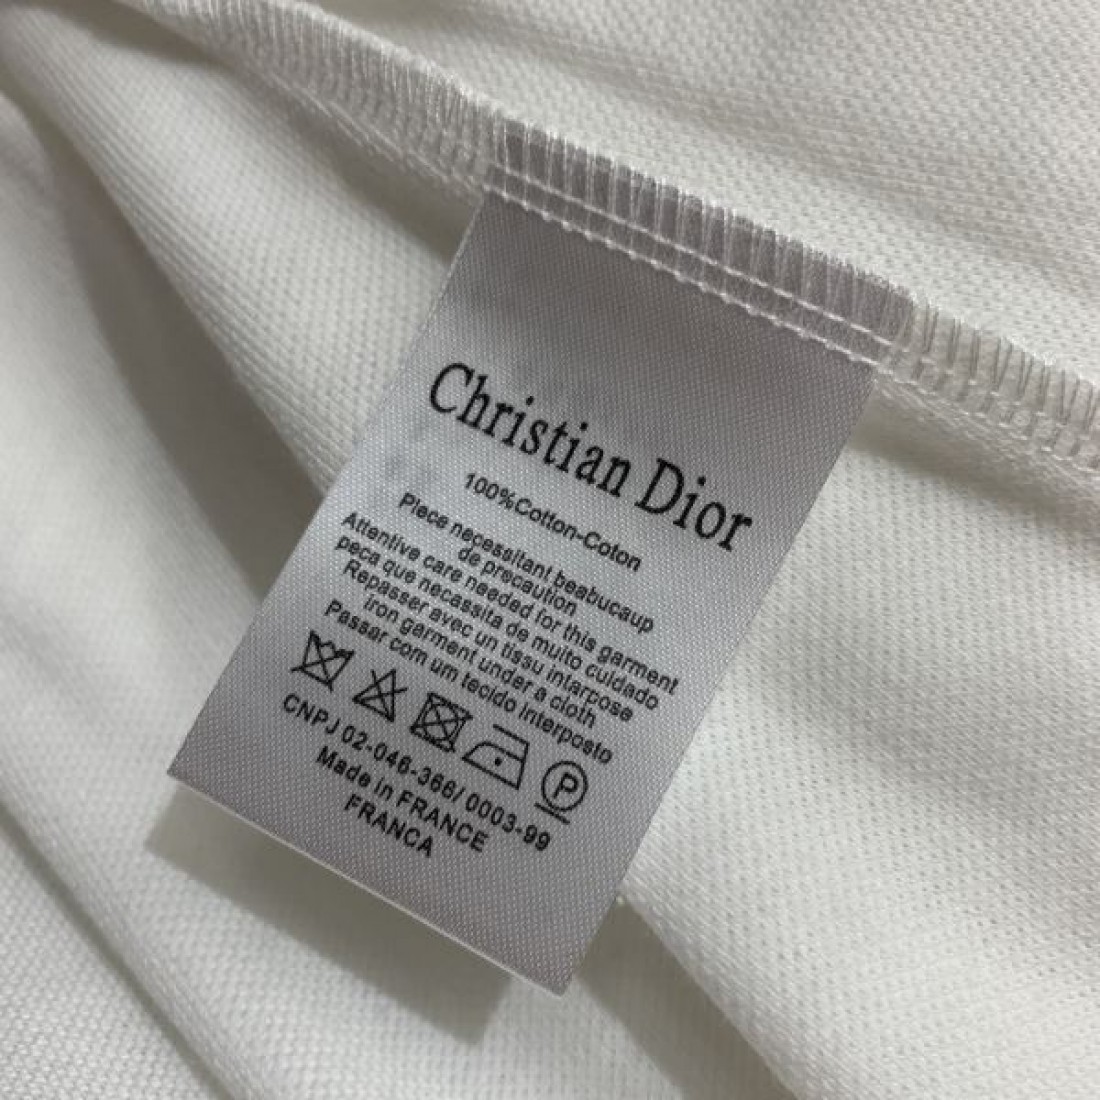 Christian Dior
100%Cotton-Coton
Piece necessitant beabucaup
de precaution
Attentive care needed for this garment
peca que necassita de muito cuidado
Repasser avec un tissu intarpose
iron garment under a cloth
Passar com um tecido interposto
P
CNPJ 02-046-366/ 0003-99
Made in FRANCE
FRANCA